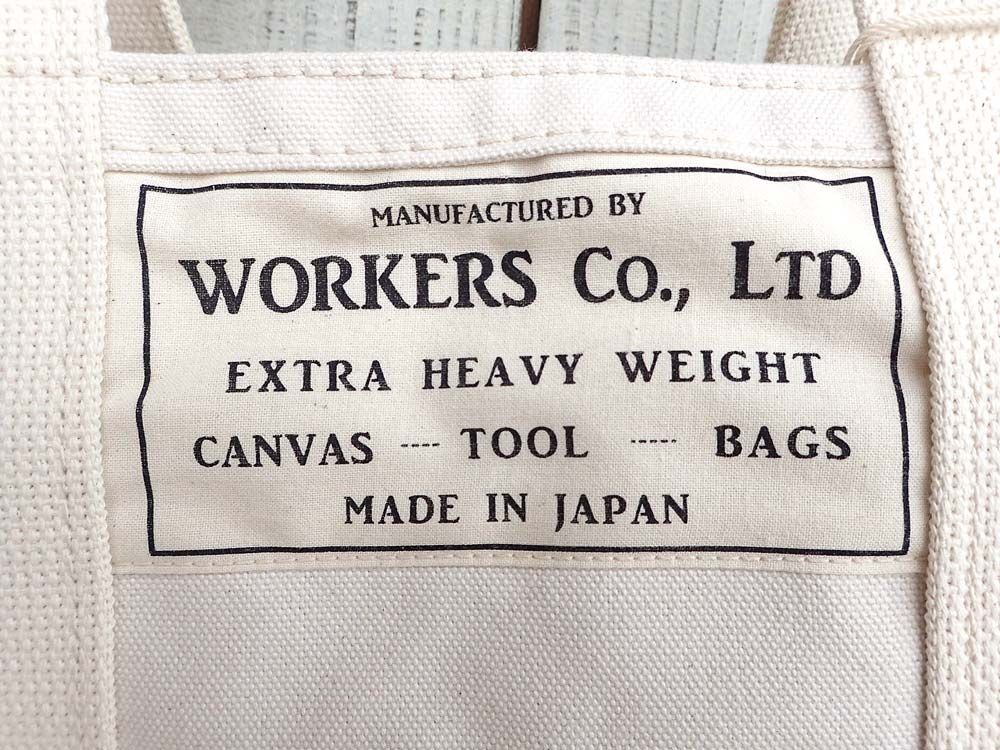 MANUFACTURED BY
WORKERS Co., LTD
EXTRA HEAVY WEIGHT
CANVAS ---- TOOL ----- BAGS
MADE IN JAPAN